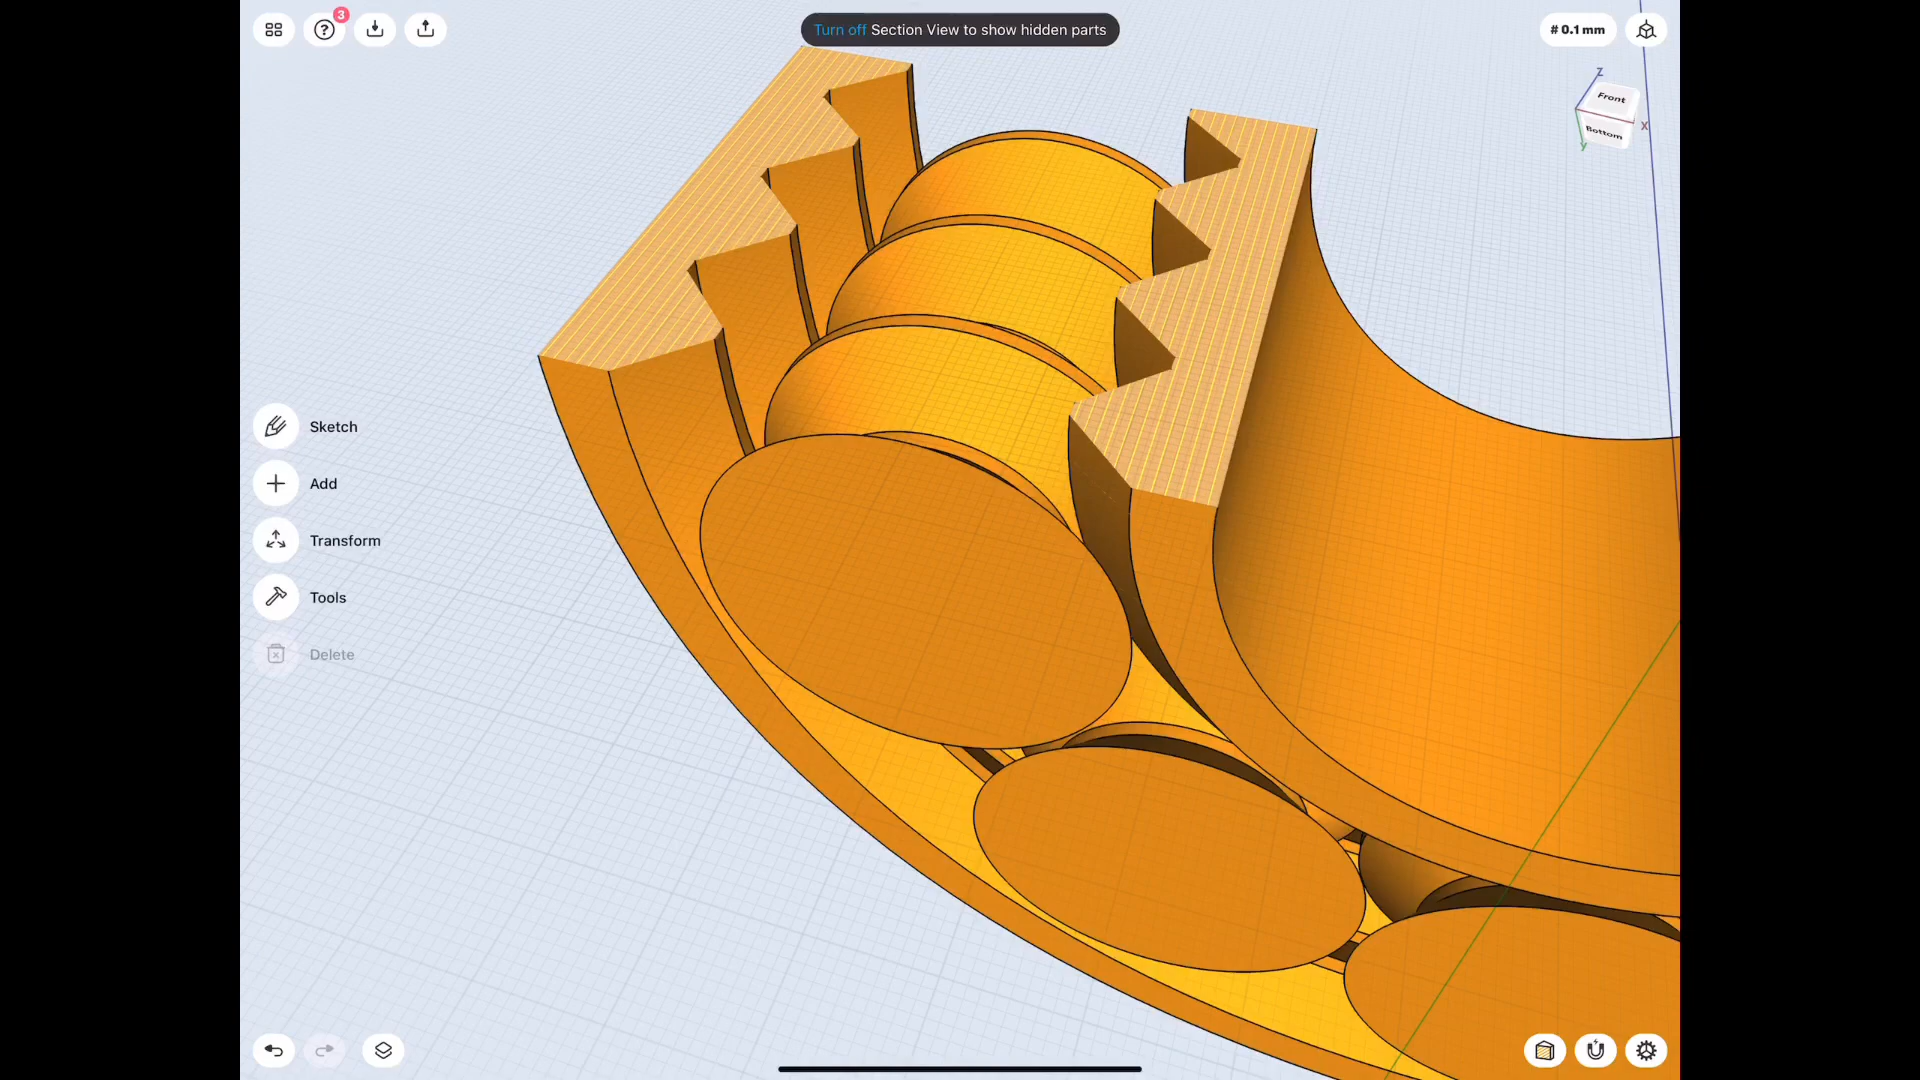 3
Turn off Section View to show hidden parts
# 0.1 mm
Z
Front
X
Bottom
Y
Sketch
Add
Transform
Tools
Delete